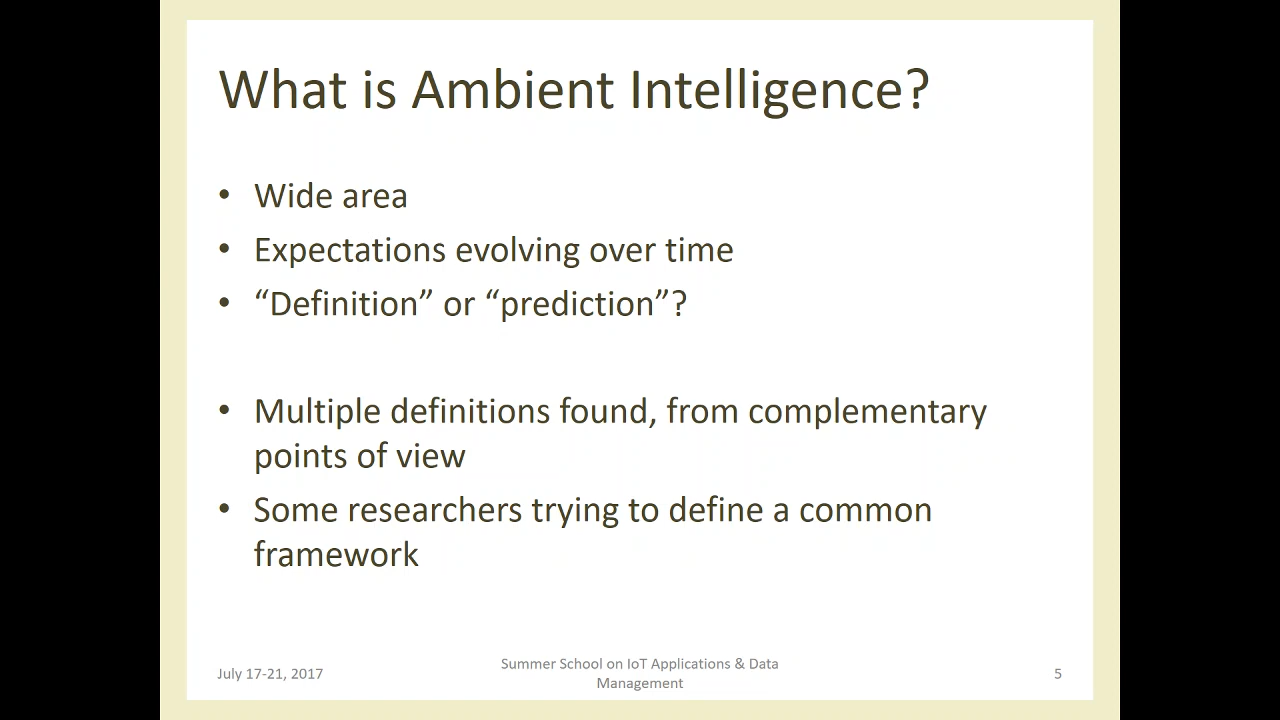 What is Ambient Intelligence?
• Wide area
• Expectations evolving over time
• “Definition” or “prediction”?
• Multiple definitions found, from complementary
points of view
• Some researchers trying to define a common
framework
July 17-21, 2017
Summer School on IoT Applications & Data
Management
5